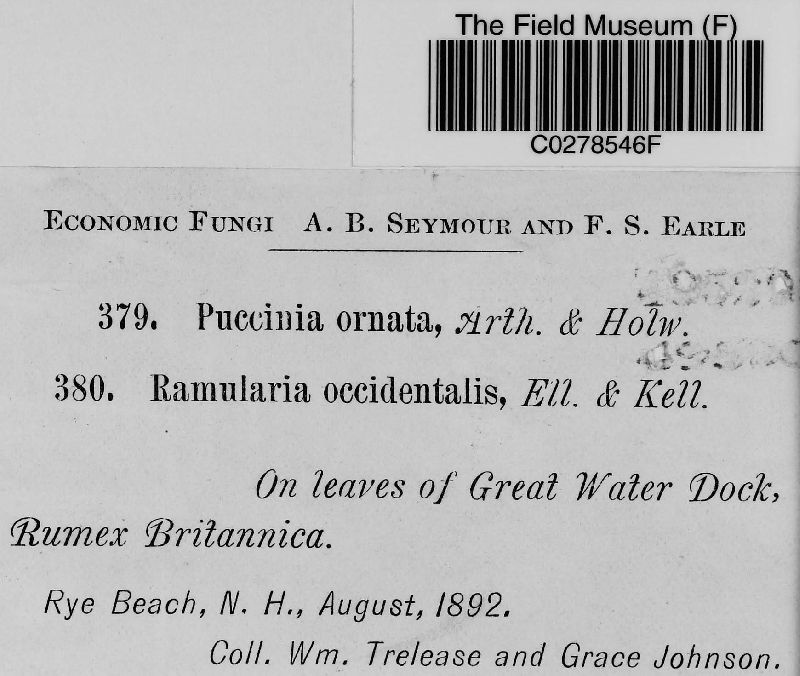 The Field Museum (F)
C0278546F
Economic Fungi A. B. Seymour and F. S. Earle
379. Puccinia ornata, Arth. & Holw.
380. Ramularia occidentalis, Ell. & Kell.
On leaves of Great Water Dock,
Rumex Britannica.
Rye Beach, N. H., August, 1892.
Coll. Wm. Trelease and Grace Johnson.